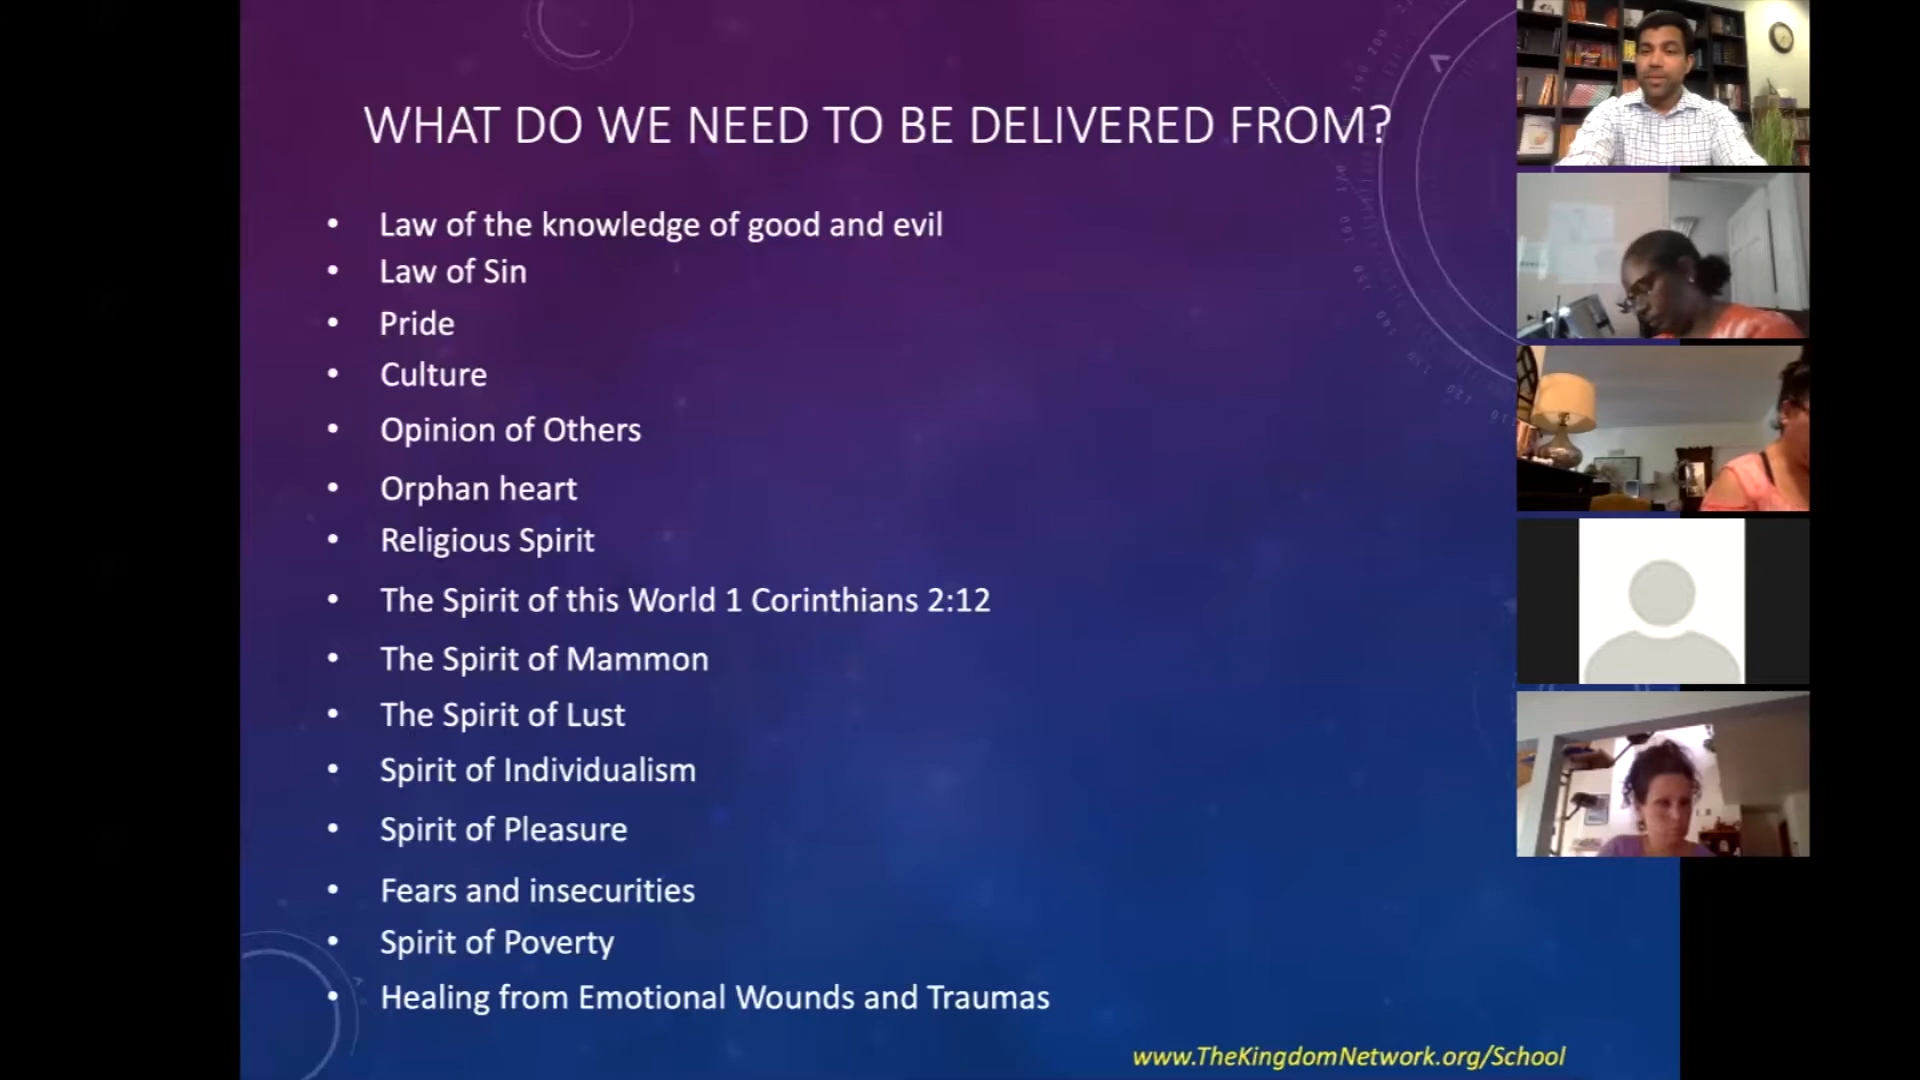 WHAT DO WE NEED TO BE DELIVERED FROM?
• Law of the knowledge of good and evil
• Law of Sin
• Pride
• Culture
• Opinion of Others
• Orphan heart
• Religious Spirit
• The Spirit of this World 1 Corinthians 2:12
• The Spirit of Mammon
• The Spirit of Lust
• Spirit of Individualism
• Spirit of Pleasure
• Fears and insecurities
• Spirit of Poverty
• Healing from Emotional Wounds and Traumas
www.TheKingdomNetwork.org/School